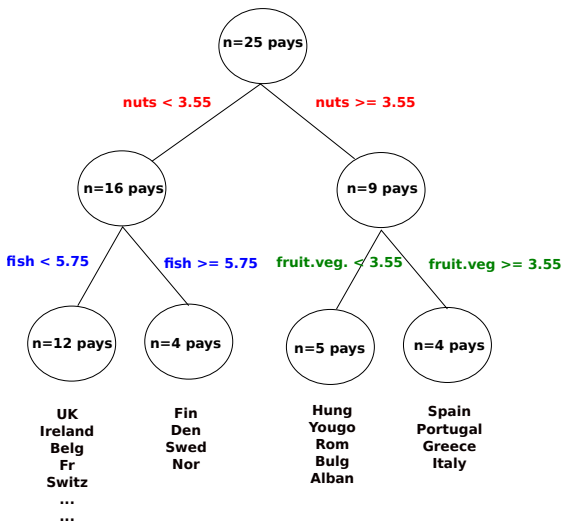 n=25 pays
nuts < 3.55
nuts >= 3.55
n=16 pays
n=9 pays
fish < 5.75
fish >= 5.75
fruit.veg. < 3.55
fruit.veg >= 3.55
n=12 pays
n=4 pays
n=5 pays
n=4 pays
UK
Ireland
Belg
Fr
Switz
...
...
Fin
Den
Swed
Nor
Hung
Yougo
Rom
Bulg
Alban
Spain
Portugal
Greece
Italy